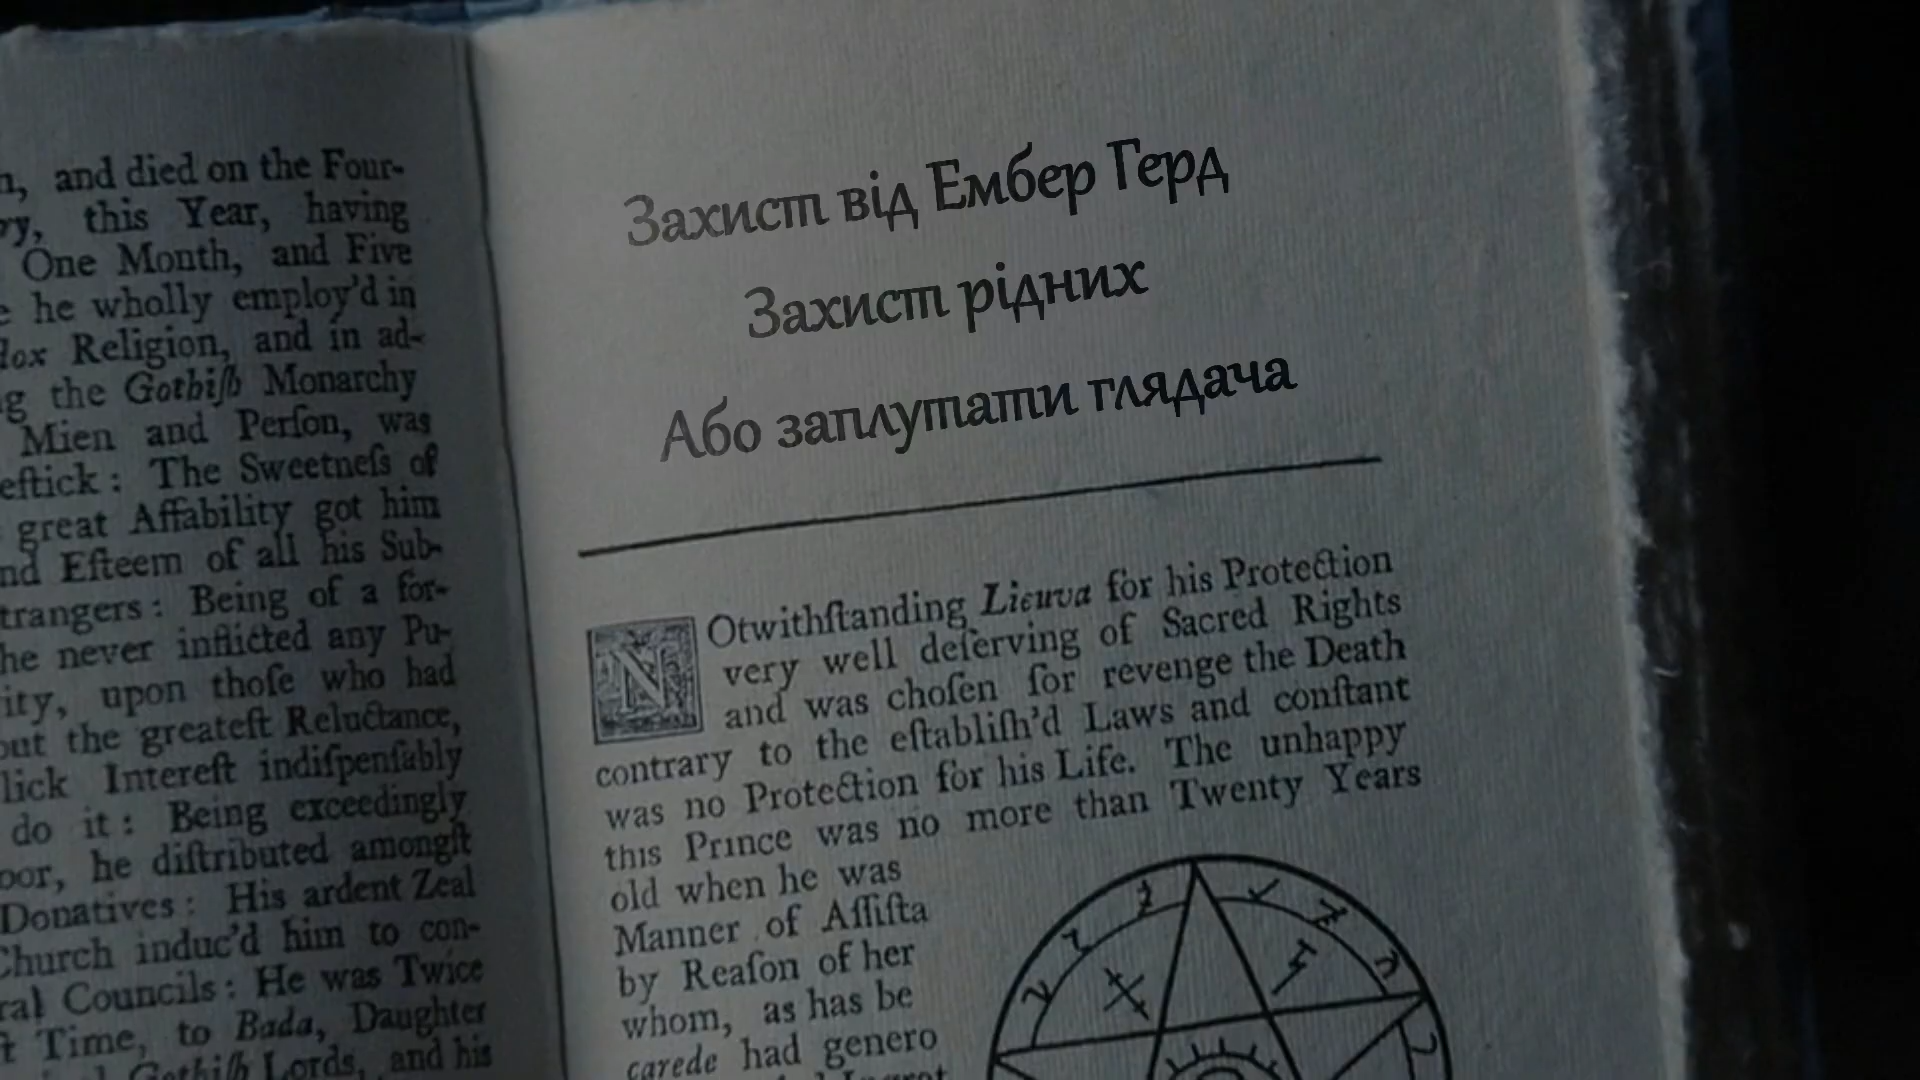 and died on the Four-
this Year, having
One Month, and Five
he wholly employ'd in
Religion, and in ad-
the Gothiſh Monarchy
Mien and Perſon, was
The Sweetneſs of
great Affability got him
Eſteem of all his Sub-
trangers: Being of a for-
he never inflicted any Pu-
ity, upon thoſe who had
out the greateſt Reluctance,
lick Intereſt indiſpenſably
do it: Being exceedingly
oor, he diſtributed amongſt
Donatives: His ardent Zeal
Church induc'd him to con-
ral Councils: He was Twice
t Time, to Bada, Daughter
Gothiſh Lords, and his
Захист від Ембер Герд
Захист рідних
Або заплутати глядача
NOtwithſtanding Lieuva for his Protection
very well deſerving of Sacred Rights
and was choſen for revenge the Death
contrary to the eſtabliſh'd Laws and conſtant
was no Protection for his Life. The unhappy
this Prince was no more than Twenty Years
old when he was
Manner of Aſſiſta
by Reaſon of her
whom, as has be
carede had genero